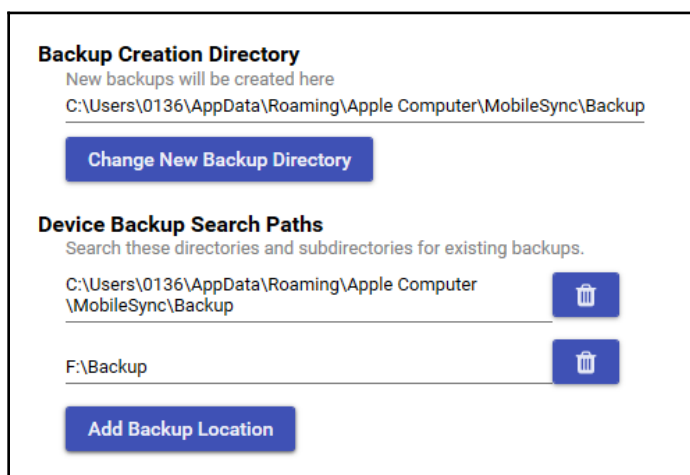 Backup Creation Directory
New backups will be created here
C:\Users\0136\AppData\Roaming\Apple Computer\MobileSync\Backup
Change New Backup Directory
Device Backup Search Paths
Search these directories and subdirectories for existing backups.
C:\Users\0136\AppData\Roaming\Apple Computer
\MobileSync\Backup
F:\Backup
Add Backup Location